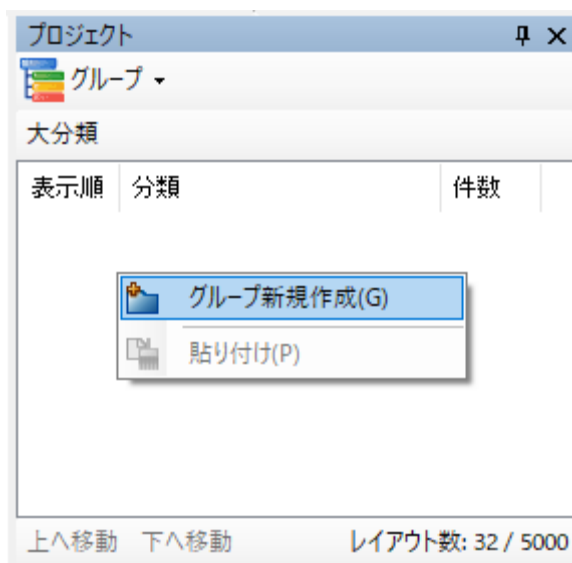 プロジェクト
グループ
大分類
表示順 分類 件数
グループ新規作成(G)
貼り付け(P)
上へ移動 下へ移動 レイアウト数: 32 / 5000